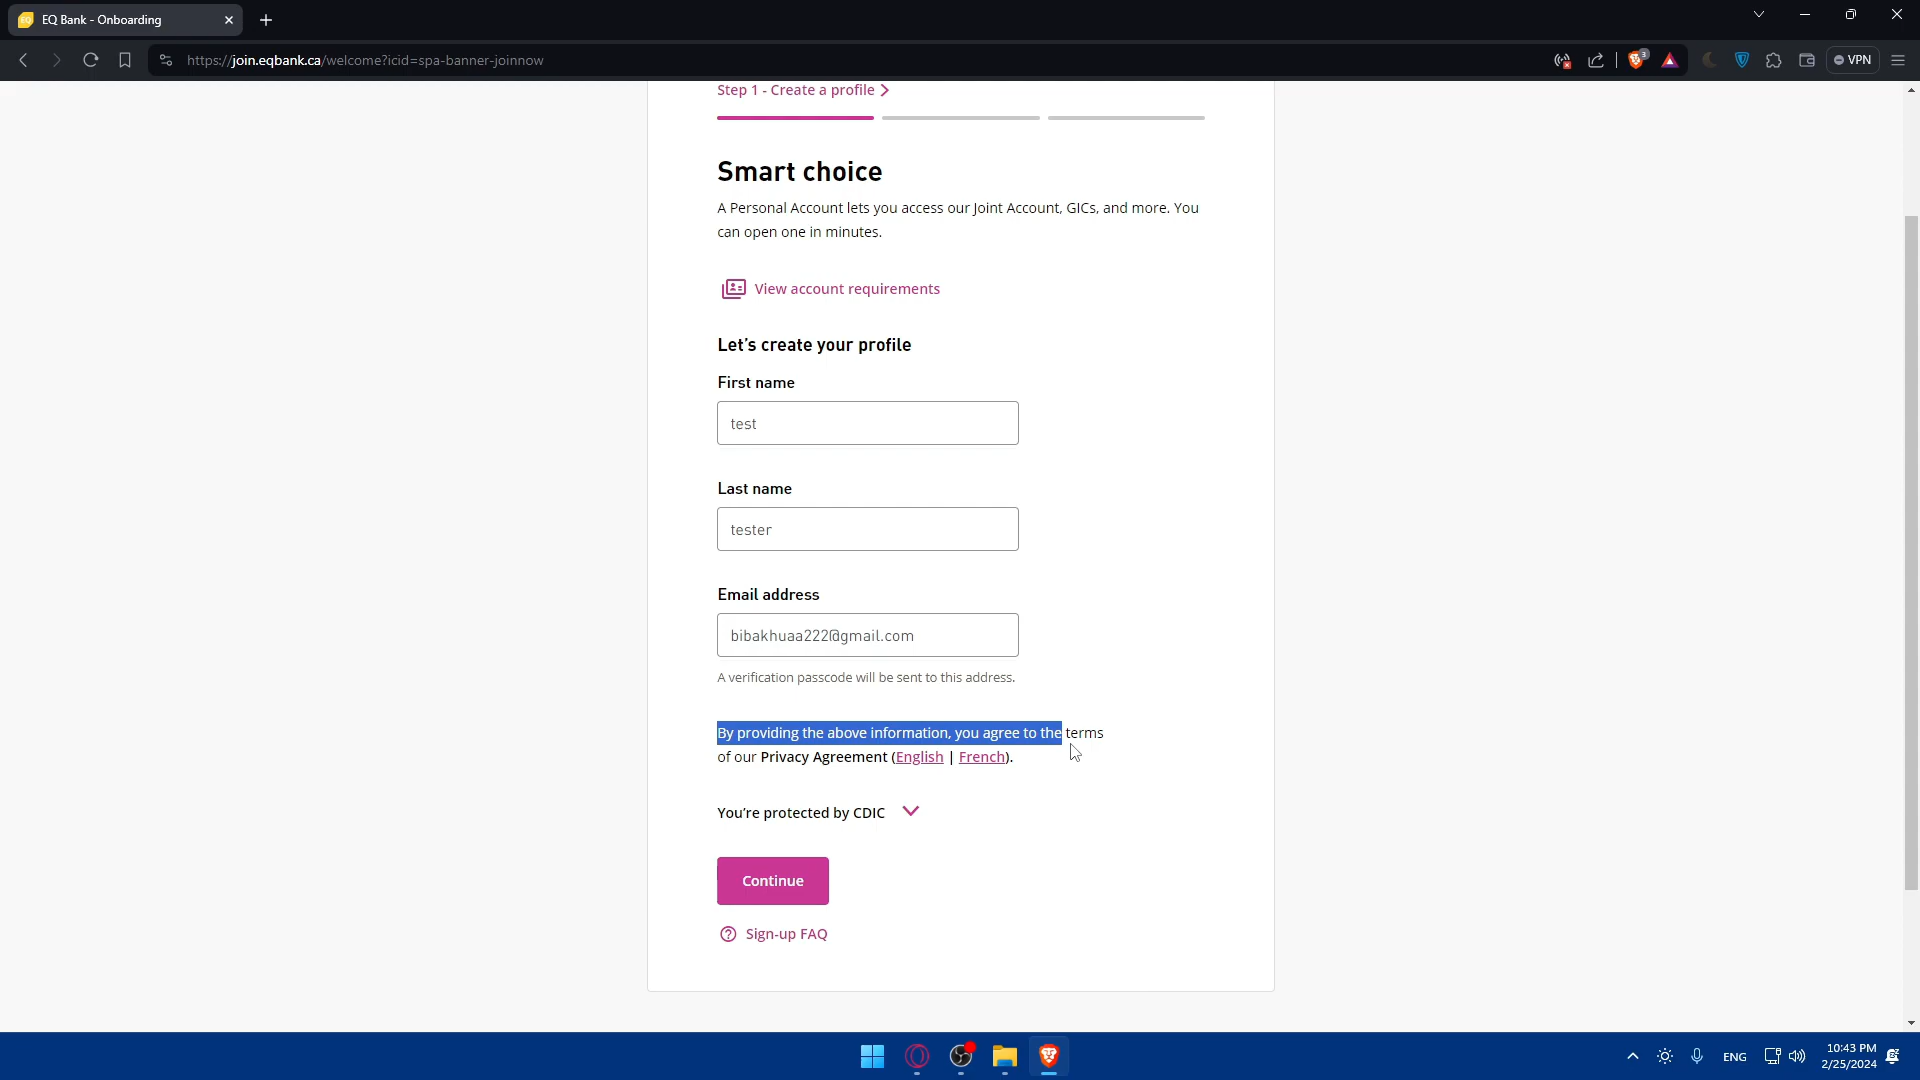 EQ Bank - Onboarding
https://join.eqbank.ca/welcome?icid=spa-banner-joinnow
3
VPN
Step 1 - Create a profile
Smart choice
A Personal Account lets you access our Joint Account, GICs, and more. You
can open one in minutes.
View account requirements
Let's create your profile
First name
test
Last name
tester
Email address
bibakhuaa222@gmail.com
A verification passcode will be sent to this address.
By providing the above information, you agree to the terms
of our Privacy Agreement (English | French).
You're protected by CDIC
Continue
Sign-up FAQ
ENG
10:43 PM
2/25/2024